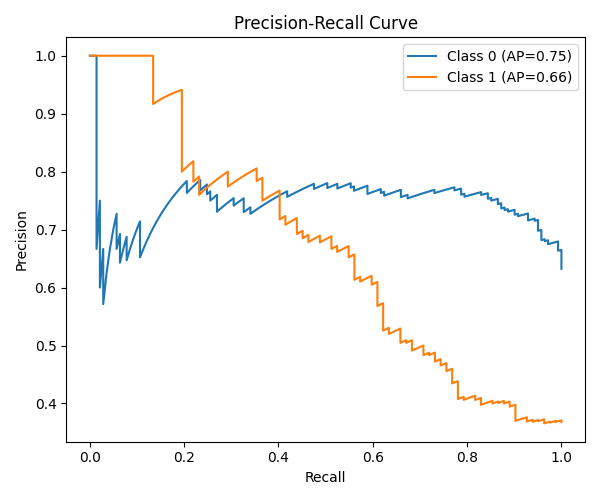 Precision-Recall Curve
Class 0 (AP=0.75)
Class 1 (AP=0.66)
Precision
1.0
0.9
0.8
0.7
0.6
0.5
0.4
0.0 0.2 0.4 0.6 0.8 1.0
Recall